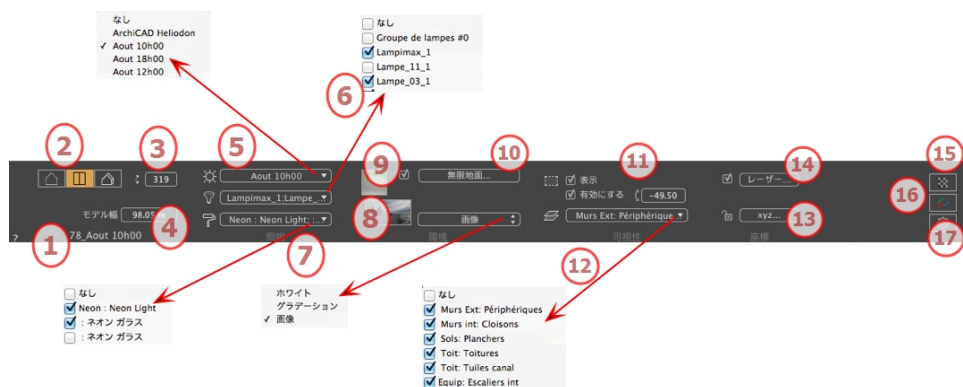 なし
ArchiCAD Heliodon
Aout 10h00
Aout 18h00
Aout 12h00
なし
Groupe de lampes #0
Lampimax_1
Lampe_11_1
Lampe_03_1
6
2
3
5
9
10
11
14
15
319
Aout 10h00
無限地面...
表示
レーザー...
16
Lampimax_1;Lampe_...
有効にする
-49.50
モデル幅
98.05 m
4
Neon : Neon Light; :...
8
画像
Murs Ext: Périphérique...
xyz...
13
1
?
78_Aout 10h00
照明
7
環境
可視性
座標
17
12
なし
Neon : Neon Light
: ネオン ガラス
: ネオン ガラス
ホワイト
グラデーション
画像
なし
Murs Ext: Périphériques
Murs int: Cloisons
Sols: Planchers
Toit: Toitures
Toit: Tuiles canal
Equip: Escaliers int